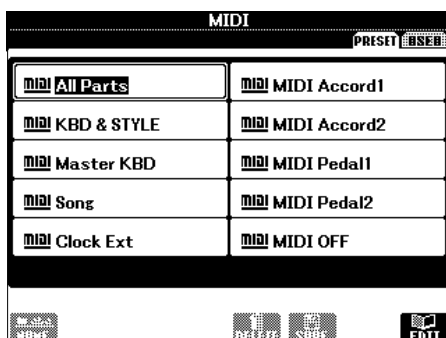 MIDI
PRESET USER
MIDI All Parts
MIDI KBD & STYLE
MIDI Master KBD
MIDI Song
MIDI Clock Ext
MIDI MIDI Accord1
MIDI MIDI Accord2
MIDI MIDI Pedal1
MIDI MIDI Pedal2
MIDI MIDI OFF
EDIT